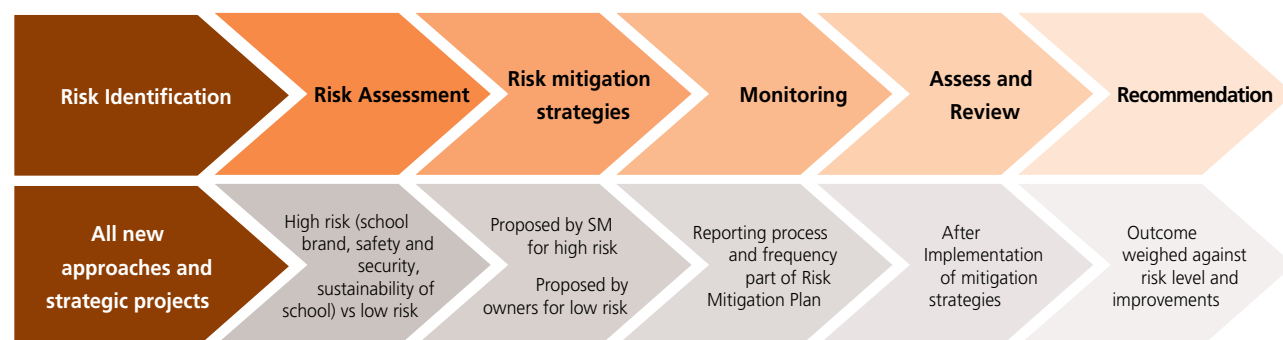 Risk Identification
Risk Assessment
Risk mitigation
strategies
Monitoring
Assess and
Review
Recommendation
All new
approaches and
strategic projects
High risk (school
brand, safety and
security,
sustainability of
school) vs low risk
Proposed by SM
for high risk
Proposed by
owners for low risk
Reporting process
and frequency
part of Risk
Mitigation Plan
After
Implementation
of mitigation
strategies
Outcome
weighed against
risk level and
improvements